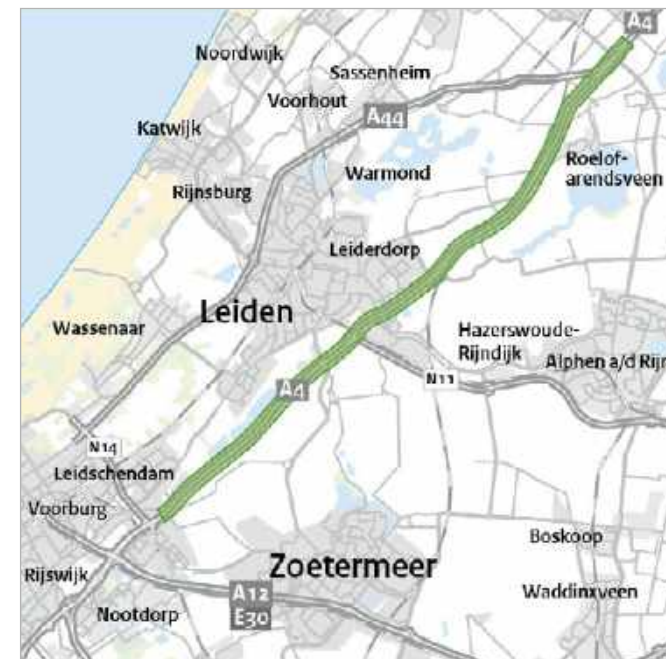 A4
Noordwijk
Sassenheim
Voorhout
A44
Katwijk
Roelof-
arendsveen
Warmond
Rijnsburg
Leiderdorp
Leiden
Wassenaar
Hazerswoude-
Rijndijk
Alphen a/d Rijn
N11
A4
N14
Leidschendam
Voorburg
Boskoop
Zoetermeer
Rijswijk
A12
E30
Waddinxveen
Nootdorp